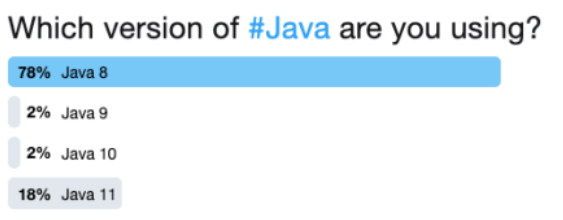 Which version of #Java are you using?
78% Java 8
2% Java 9
2% Java 10
18% Java 11